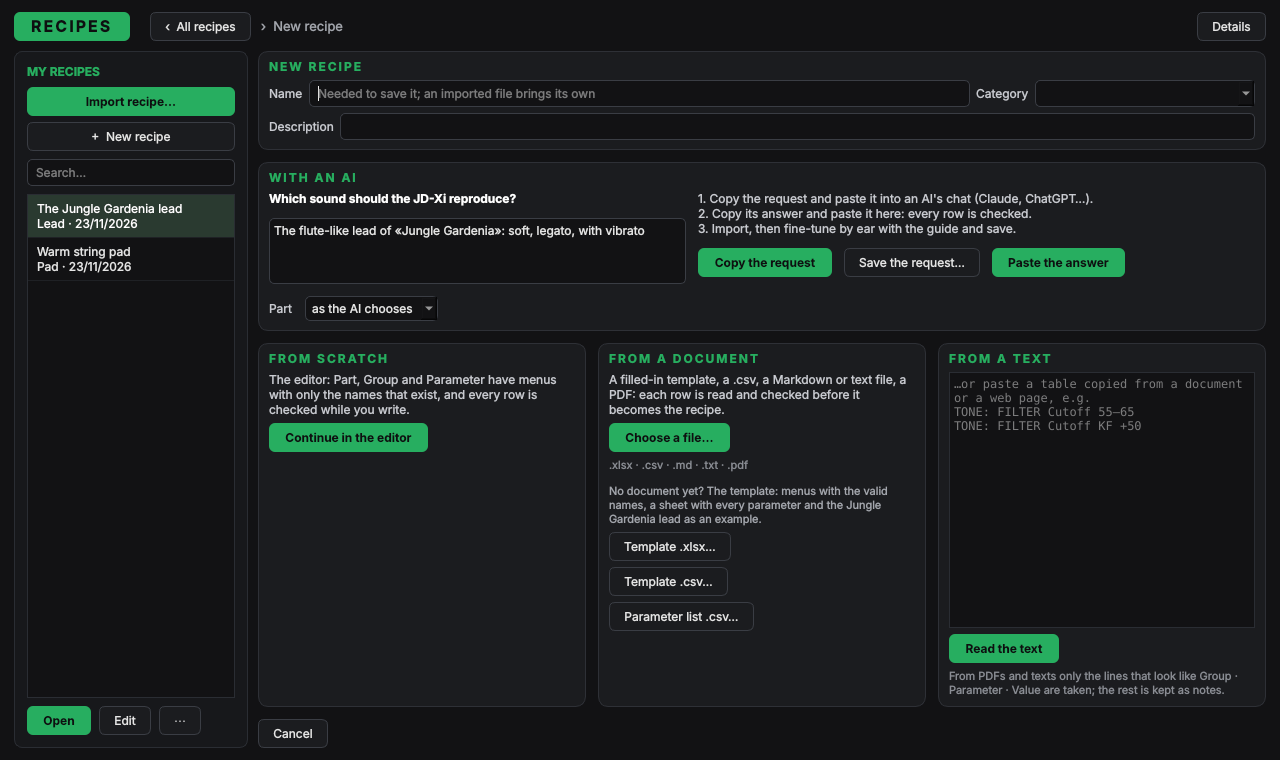 RECIPES
‹ All recipes
› New recipe
Details
MY RECIPES
Import recipe...
+ New recipe
Search...
The Jungle Gardenia lead
Lead · 23/11/2026
Warm string pad
Pad · 23/11/2026
Open
Edit
...
NEW RECIPE
Name
Needed to save it; an imported file brings its own
Category
Description
WITH AN AI
Which sound should the JD-Xi reproduce?
The flute-like lead of «Jungle Gardenia»: soft, legato, with vibrato
Part
as the AI chooses
1. Copy the request and paste it into an AI's chat (Claude, ChatGPT...).
2. Copy its answer and paste it here: every row is checked.
3. Import, then fine-tune by ear with the guide and save.
Copy the request
Save the request...
Paste the answer
FROM SCRATCH
The editor: Part, Group and Parameter have menus
with only the names that exist, and every row is
checked while you write.
Continue in the editor
FROM A DOCUMENT
A filled-in template, a .csv, a Markdown or text file, a
PDF: each row is read and checked before it
becomes the recipe.
Choose a file...
.xlsx · .csv · .md · .txt · .pdf
No document yet? The template: menus with the valid
names, a sheet with every parameter and the Jungle
Gardenia lead as an example.
Template .xlsx...
Template .csv...
Parameter list .csv...
FROM A TEXT
…or paste a table copied from a document
or a web page, e.g.
TONE: FILTER Cutoff 55–65
TONE: FILTER Cutoff KF +50
Read the text
From PDFs and texts only the lines that look like Group ·
Parameter · Value are taken; the rest is kept as notes.
Cancel